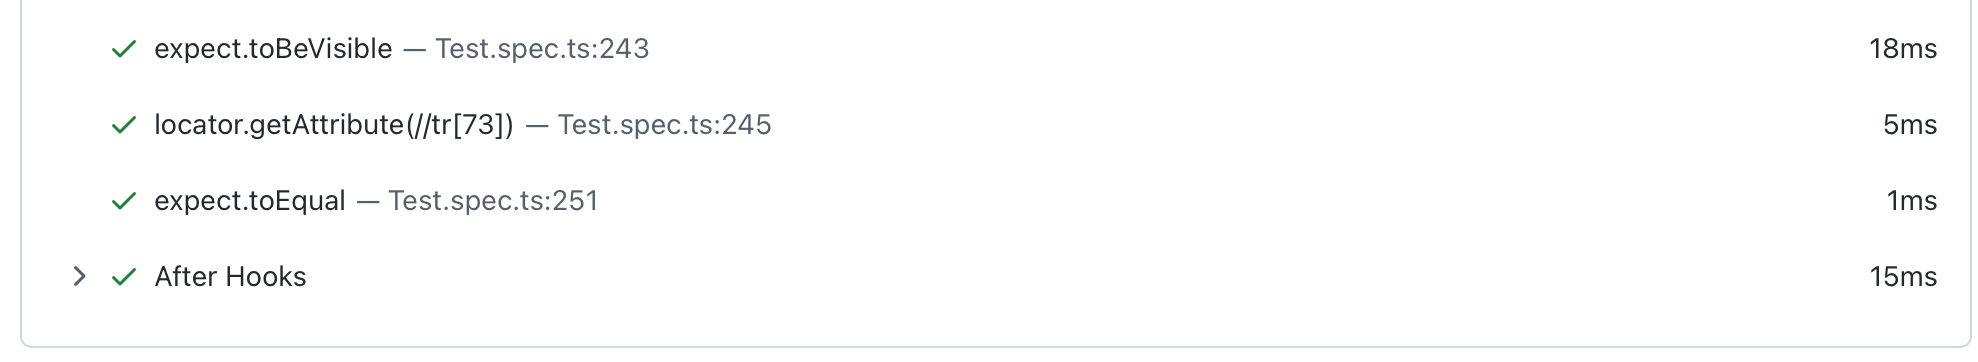 expect.toBeVisible — Test.spec.ts:243 18ms
locator.getAttribute(//tr[73]) — Test.spec.ts:245 5ms
expect.toEqual — Test.spec.ts:251 1ms
After Hooks 15ms